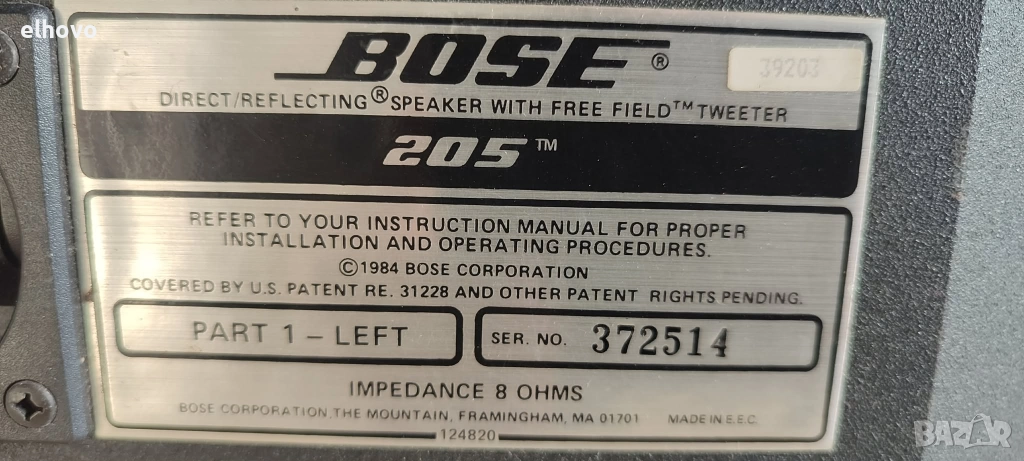 elhovo
BOSE®
39203
DIRECT/REFLECTING® SPEAKER WITH FREE FIELD™ TWEETER
205™
REFER TO YOUR INSTRUCTION MANUAL FOR PROPER
INSTALLATION AND OPERATING PROCEDURES.
©1984 BOSE CORPORATION
COVERED BY U.S. PATENT RE. 31228 AND OTHER PATENT RIGHTS PENDING.
PART 1 – LEFT
SER. NO. 372514
IMPEDANCE 8 OHMS
BOSE CORPORATION, THE MOUNTAIN, FRAMINGHAM, MA 01701 MADE IN E.E.C.
124820
BAZAR